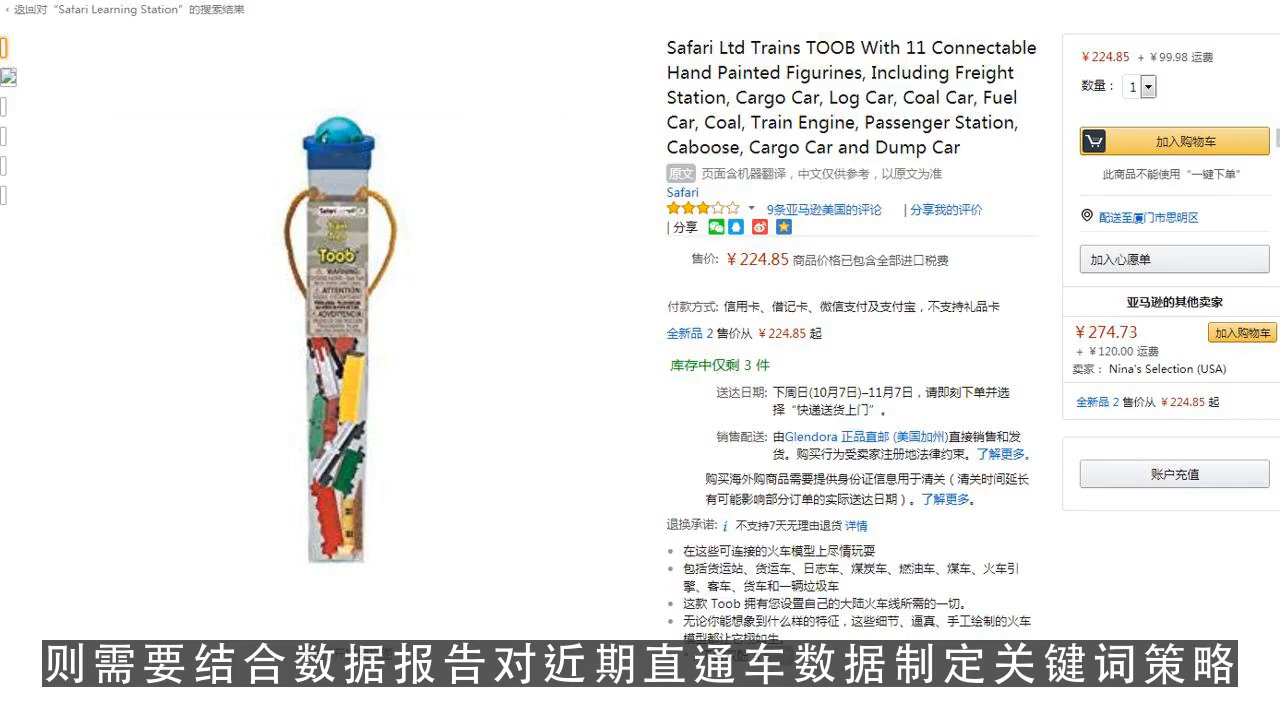 ‹ 返回对“Safari Learning Station”的搜索结果
Safari Ltd Trains TOOB With 11 Connectable
Hand Painted Figurines, Including Freight
Station, Cargo Car, Log Car, Coal Car, Fuel
Car, Coal, Train Engine, Passenger Station,
Caboose, Cargo Car and Dump Car
原文 页面含机器翻译，中文仅供参考，以原文为准
Safari
9条亚马逊美国的评论 | 分享我的评价
| 分享
售价: ￥224.85 商品价格已包含全部进口税费
付款方式: 信用卡、借记卡、微信支付及支付宝，不支持礼品卡
全新品 2 售价从 ￥224.85 起
库存中仅剩 3 件
送达日期: 下周日(10月7日)–11月7日，请即刻下单并选
择“快递送货上门”。
销售配送: 由Glendora 正品直邮 (美国加州)直接销售和发
货。购买行为受卖家注册地法律约束。了解更多。
购买海外购商品需要提供身份证信息用于清关（清关时间延长
有可能影响部分订单的实际送达日期）。了解更多。
退换承诺: i 不支持7天无理由退货 详情
• 在这些可连接的火车模型上尽情玩耍
• 包括货运站、货运车、日志车、煤炭车、燃油车、煤车、火车引
擎、客车、货车和一辆垃圾车
• 这款 Toob 拥有您设置自己的大陆火车线所需的一切。
• 无论你能想象到什么样的特征，这些细节、逼真、手工绘制的火车
模型都让它栩如生
￥224.85 + ￥99.98 运费
数量： 1
加入购物车
此商品不能使用“一键下单”
配送至厦门市思明区
加入心愿单
亚马逊的其他卖家
￥274.73 加入购物车
+ ￥120.00 运费
卖家： Nina's Selection (USA)
全新品 2 售价从 ￥224.85 起
账户充值
Toob
WARNING:
ATTENTION
ADVERTENCIA
则需要结合数据报告对近期直通车数据制定关键词策略